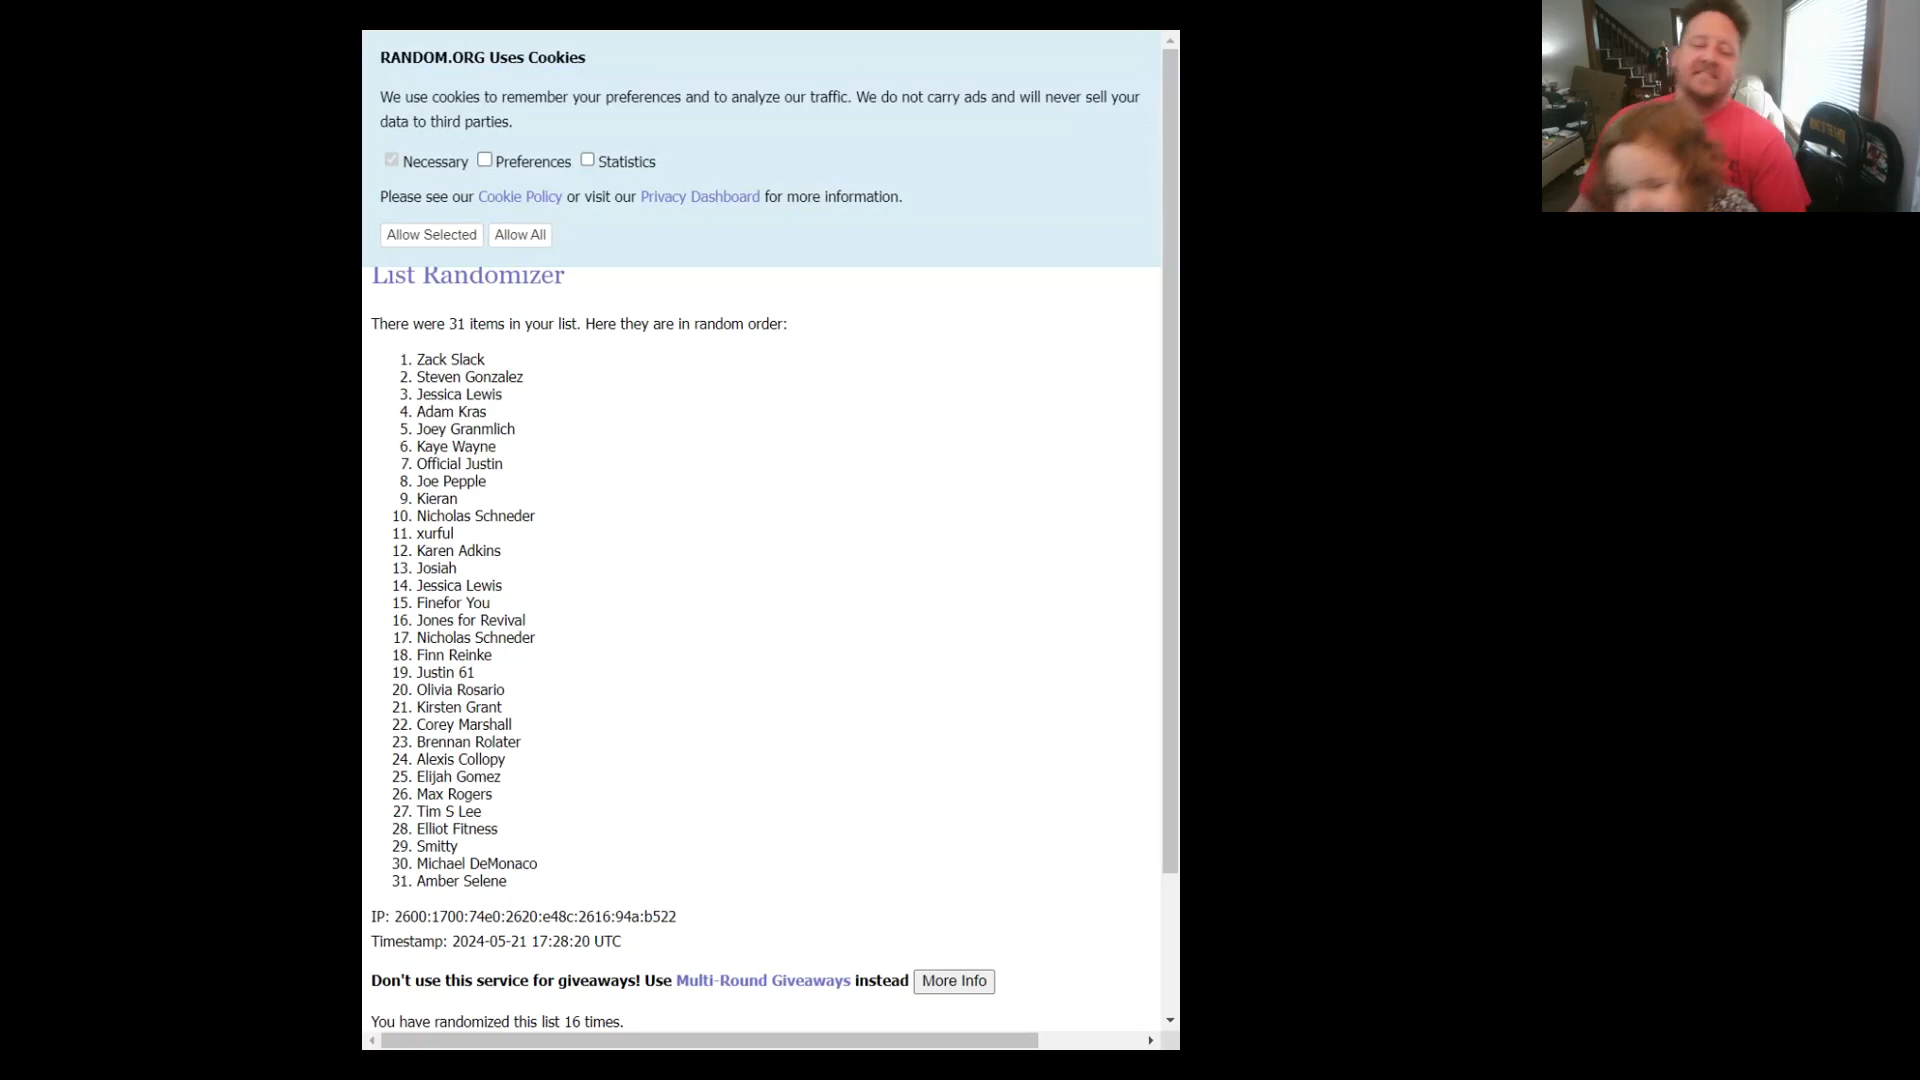 RANDOM.ORG Uses Cookies
We use cookies to remember your preferences and to analyze our traffic. We do not carry ads and will never sell your
data to third parties.
Necessary Preferences Statistics
Please see our Cookie Policy or visit our Privacy Dashboard for more information.
Allow Selected Allow All
List Randomizer
There were 31 items in your list. Here they are in random order:
1. Zack Slack
2. Steven Gonzalez
3. Jessica Lewis
4. Adam Kras
5. Joey Granmlich
6. Kaye Wayne
7. Official Justin
8. Joe Pepple
9. Kieran
10. Nicholas Schneder
11. xurful
12. Karen Adkins
13. Josiah
14. Jessica Lewis
15. Finefor You
16. Jones for Revival
17. Nicholas Schneder
18. Finn Reinke
19. Justin 61
20. Olivia Rosario
21. Kirsten Grant
22. Corey Marshall
23. Brennan Rolater
24. Alexis Collopy
25. Elijah Gomez
26. Max Rogers
27. Tim S Lee
28. Elliot Fitness
29. Smitty
30. Michael DeMonaco
31. Amber Selene
IP: 2600:1700:74e0:2620:e48c:2616:94a:b522
Timestamp: 2024-05-21 17:28:20 UTC
Don't use this service for giveaways! Use Multi-Round Giveaways instead More Info
You have randomized this list 16 times.